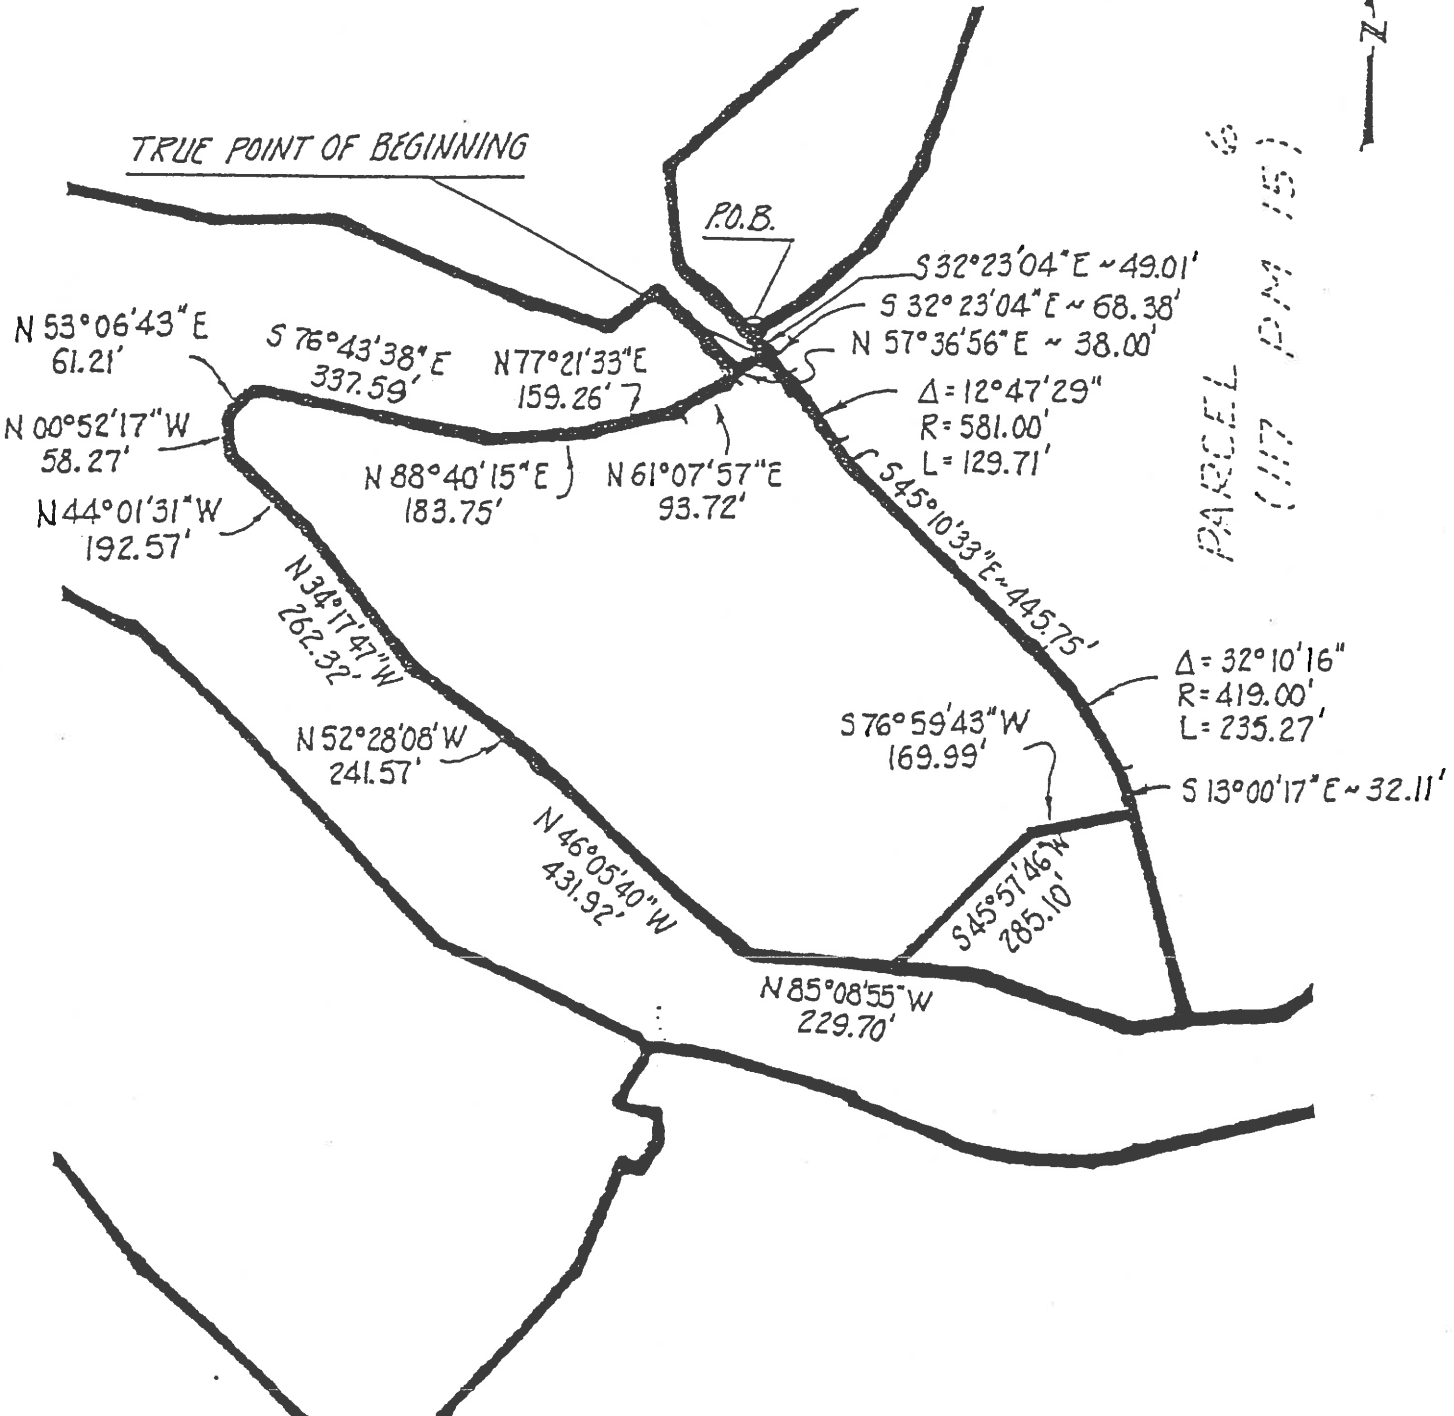 N
TRUE POINT OF BEGINNING
P.O.B.
S 32°23'04"E ~ 49.01'
S 32°23'04"E ~ 68.38'
N 57°36'56"E ~ 38.00'
N 53°06'43"E
61.21'
S 76°43'38"E
337.59'
N 77°21'33"E
159.26'
Δ=12°47'29"
R=581.00'
L=129.71'
N 00°52'17"W
58.27'
N 88°40'15"E
183.75'
N 61°07'57"E
93.72'
N 44°01'31"W
192.57'
S45°10'33"E~445.75'
PARCEL 6
(117 PM 15)
N34°17'47"W
262.32'
Δ=32°10'16"
R=419.00'
L=235.27'
N 52°28'08'W
241.57'
S 76°59'43"W
169.99'
S 13°00'17"E~32.11'
N 46°05'40"W
431.92'
S45°57'46"W
285.10'
N 85°08'55"W
229.70'